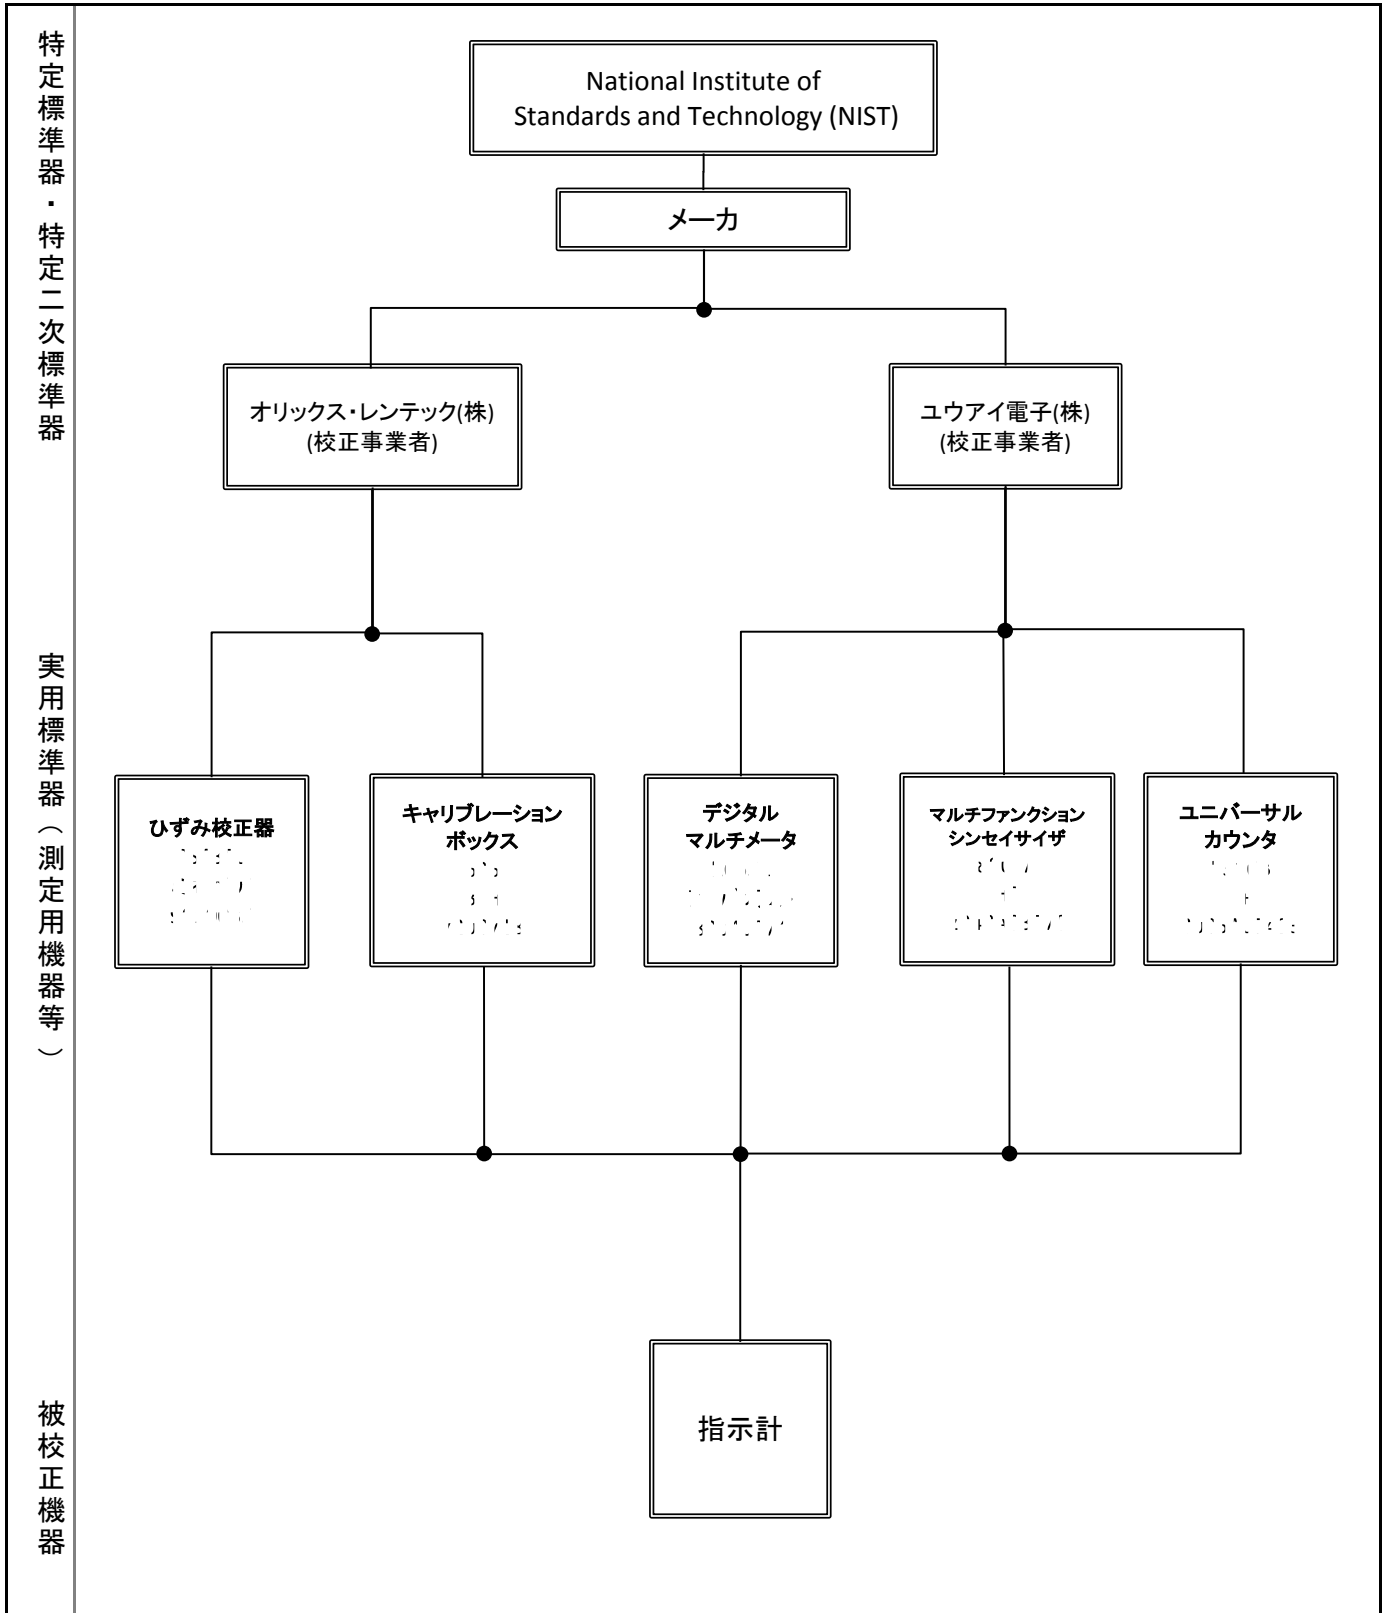 特定標準器・特定二次標準器
National Institute of
Standards and Technology (NIST)
メーカ
オリックス・レンテック(株)
(校正事業者)
ユウアイ電子(株)
(校正事業者)
実用標準器(測定用機器等)
ひずみ校正器
キャリブレーション
ボックス
デジタル
マルチメータ
マルチファンクション
シンセイサイザ
ユニバーサル
カウンタ
被校正機器
指示計